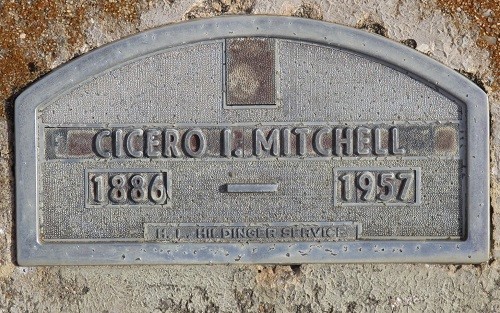 CICERO I. MITCHELL
1886 1957
H. L. HILDINGER SERVICE